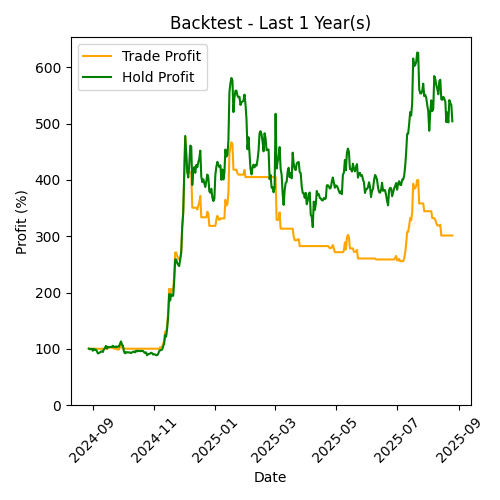 Backtest - Last 1 Year(s)
Trade Profit
Hold Profit
Profit (%)
600
500
400
300
200
100
0
2024-09
2024-11
2025-01
2025-03
2025-05
2025-07
2025-09
Date